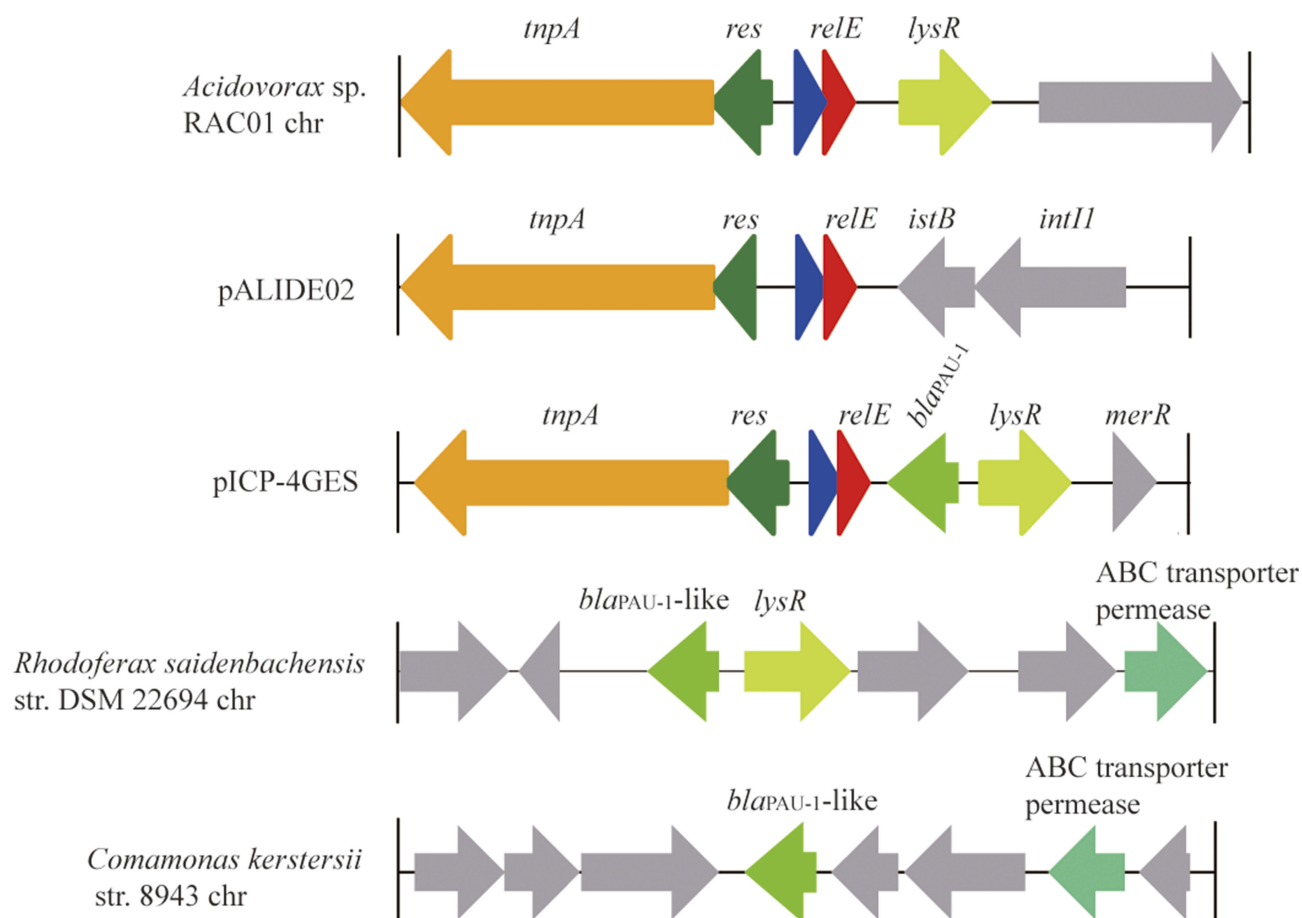 tnpA res relE lysR
Acidovorax sp.
RAC01 chr
tnpA res relE istB intI1
pALIDE02
blaPAU-1
tnpA res relE lysR merR
pICP-4GES
ABC transporter
permease
blaPAU-1-like lysR
Rhodoferax saidenbachensis
str. DSM 22694 chr
ABC transporter
permease
blaPAU-1-like
Comamonas kerstersii
str. 8943 chr